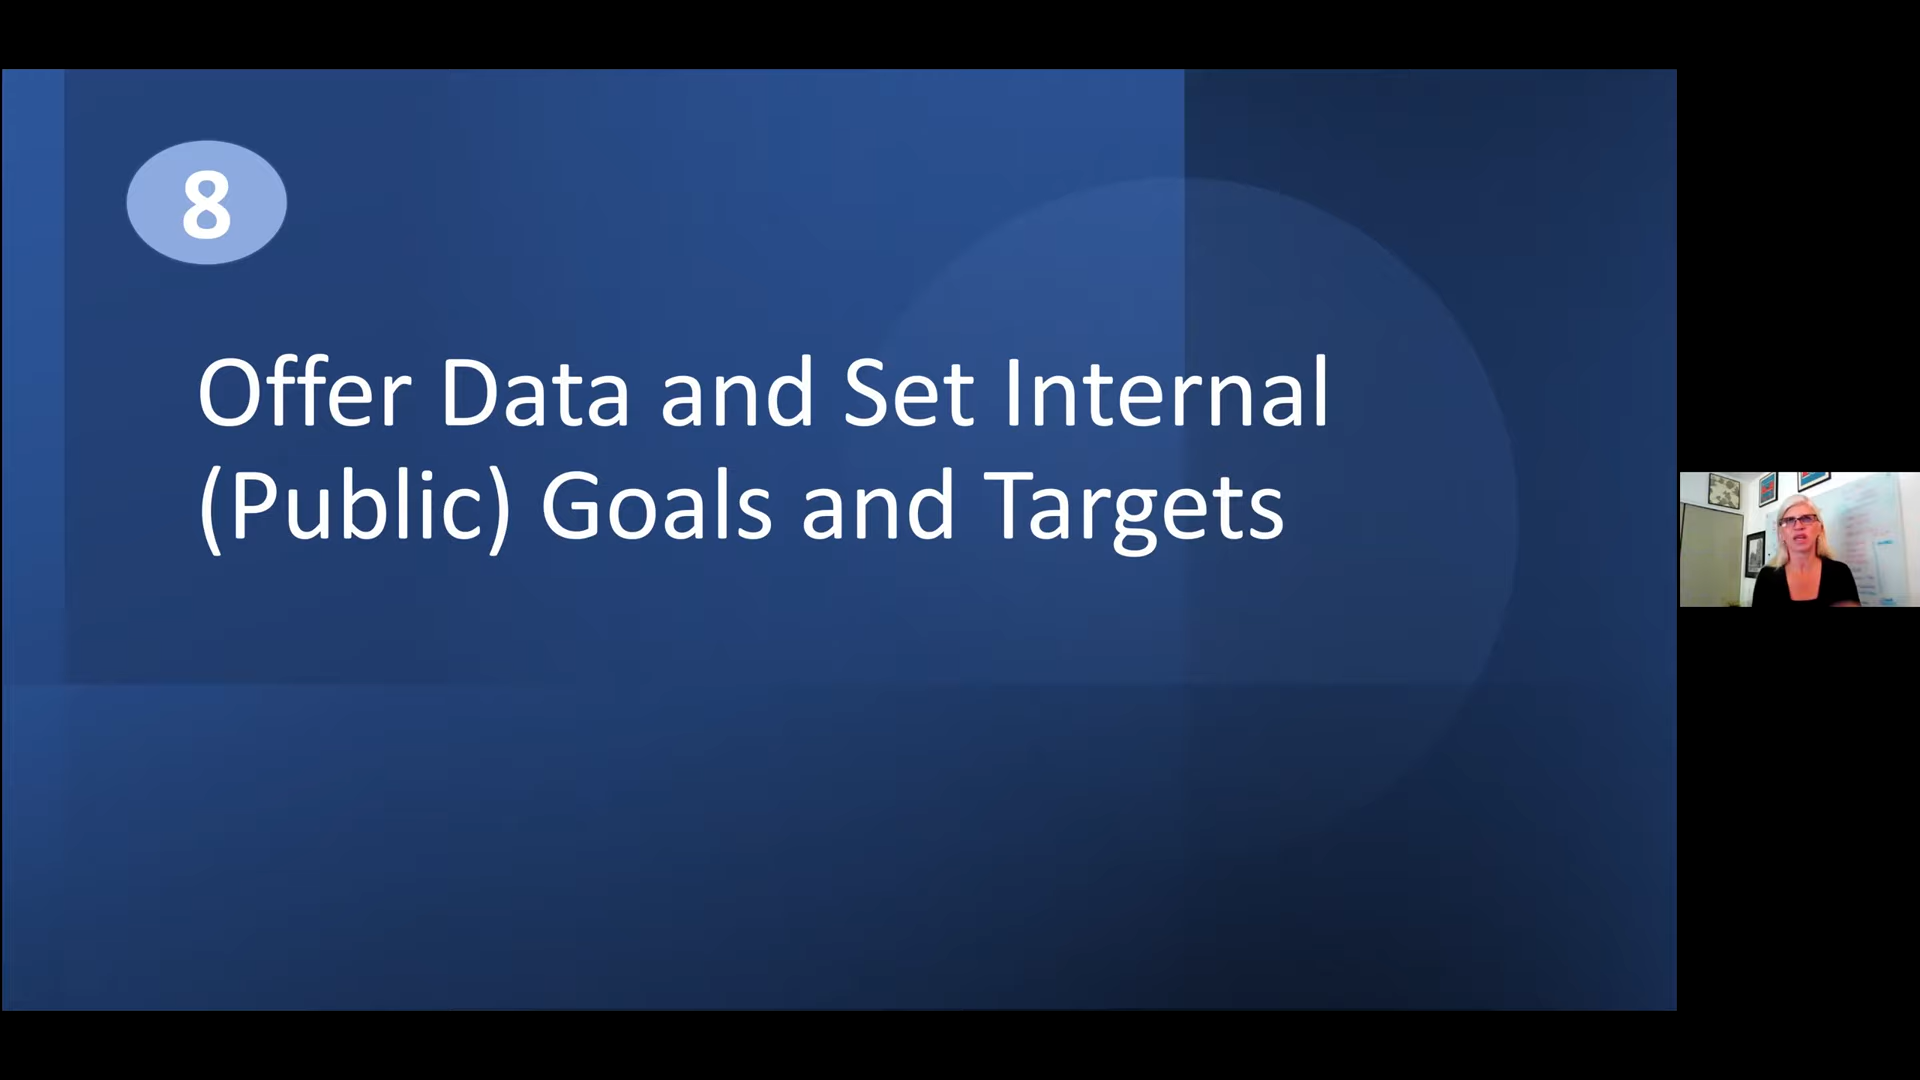 8
Offer Data and Set Internal
(Public) Goals and Targets